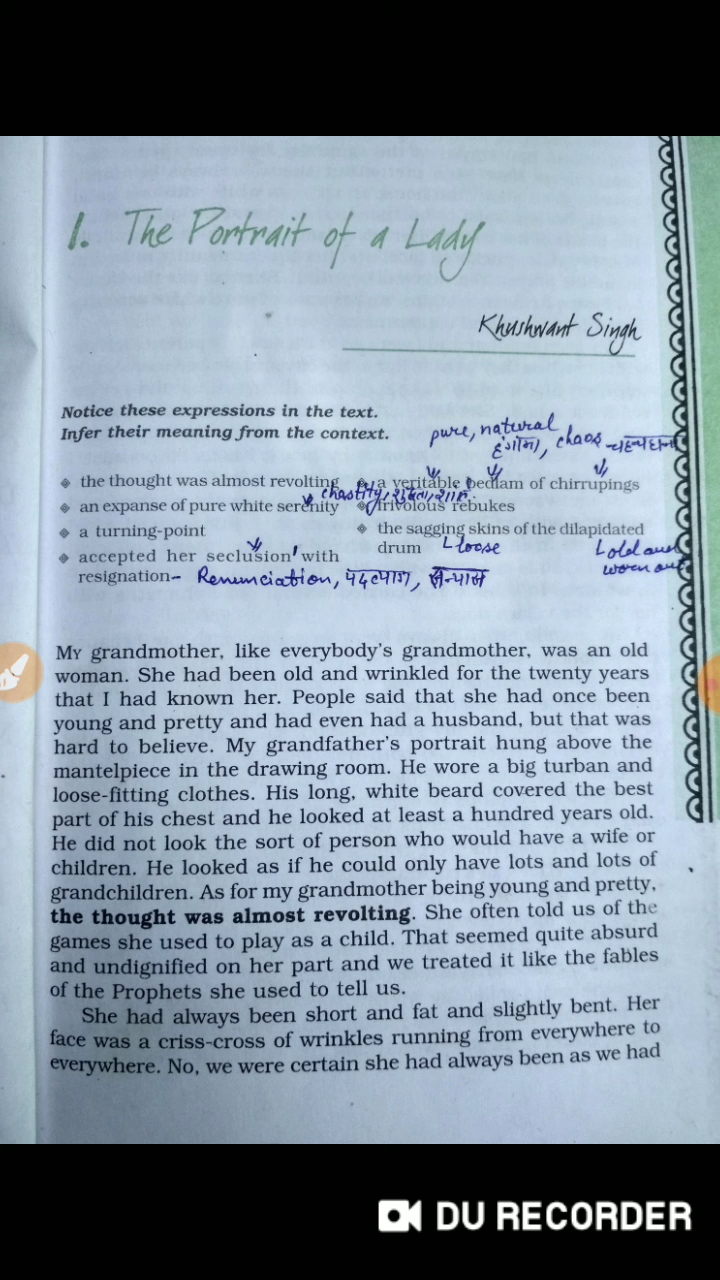 1. The Portrait of a Lady
Khushwant Singh
Notice these expressions in the text.
Infer their meaning from the context.
pure, natural
हंगामा, chaos चहचहाना
the thought was almost revolting
an expanse of pure white serenity
a turning-point
accepted her seclusion with
resignation - Renunciation, पदत्याग, सन्यास
chastity, शुद्धता,
a veritable bedlam of chirrupings
frivolous rebukes
the sagging skins of the dilapidated
drum loose
old and
worn out
My grandmother, like everybody's grandmother, was an old
woman. She had been old and wrinkled for the twenty years
that I had known her. People said that she had once been
young and pretty and had even had a husband, but that was
hard to believe. My grandfather's portrait hung above the
mantelpiece in the drawing room. He wore a big turban and
loose-fitting clothes. His long, white beard covered the best
part of his chest and he looked at least a hundred years old.
He did not look the sort of person who would have a wife or
children. He looked as if he could only have lots and lots of
grandchildren. As for my grandmother being young and pretty,
the thought was almost revolting. She often told us of the
games she used to play as a child. That seemed quite absurd
and undignified on her part and we treated it like the fables
of the Prophets she used to tell us.
She had always been short and fat and slightly bent. Her
face was a criss-cross of wrinkles running from everywhere to
everywhere. No, we were certain she had always been as we had
DU RECORDER